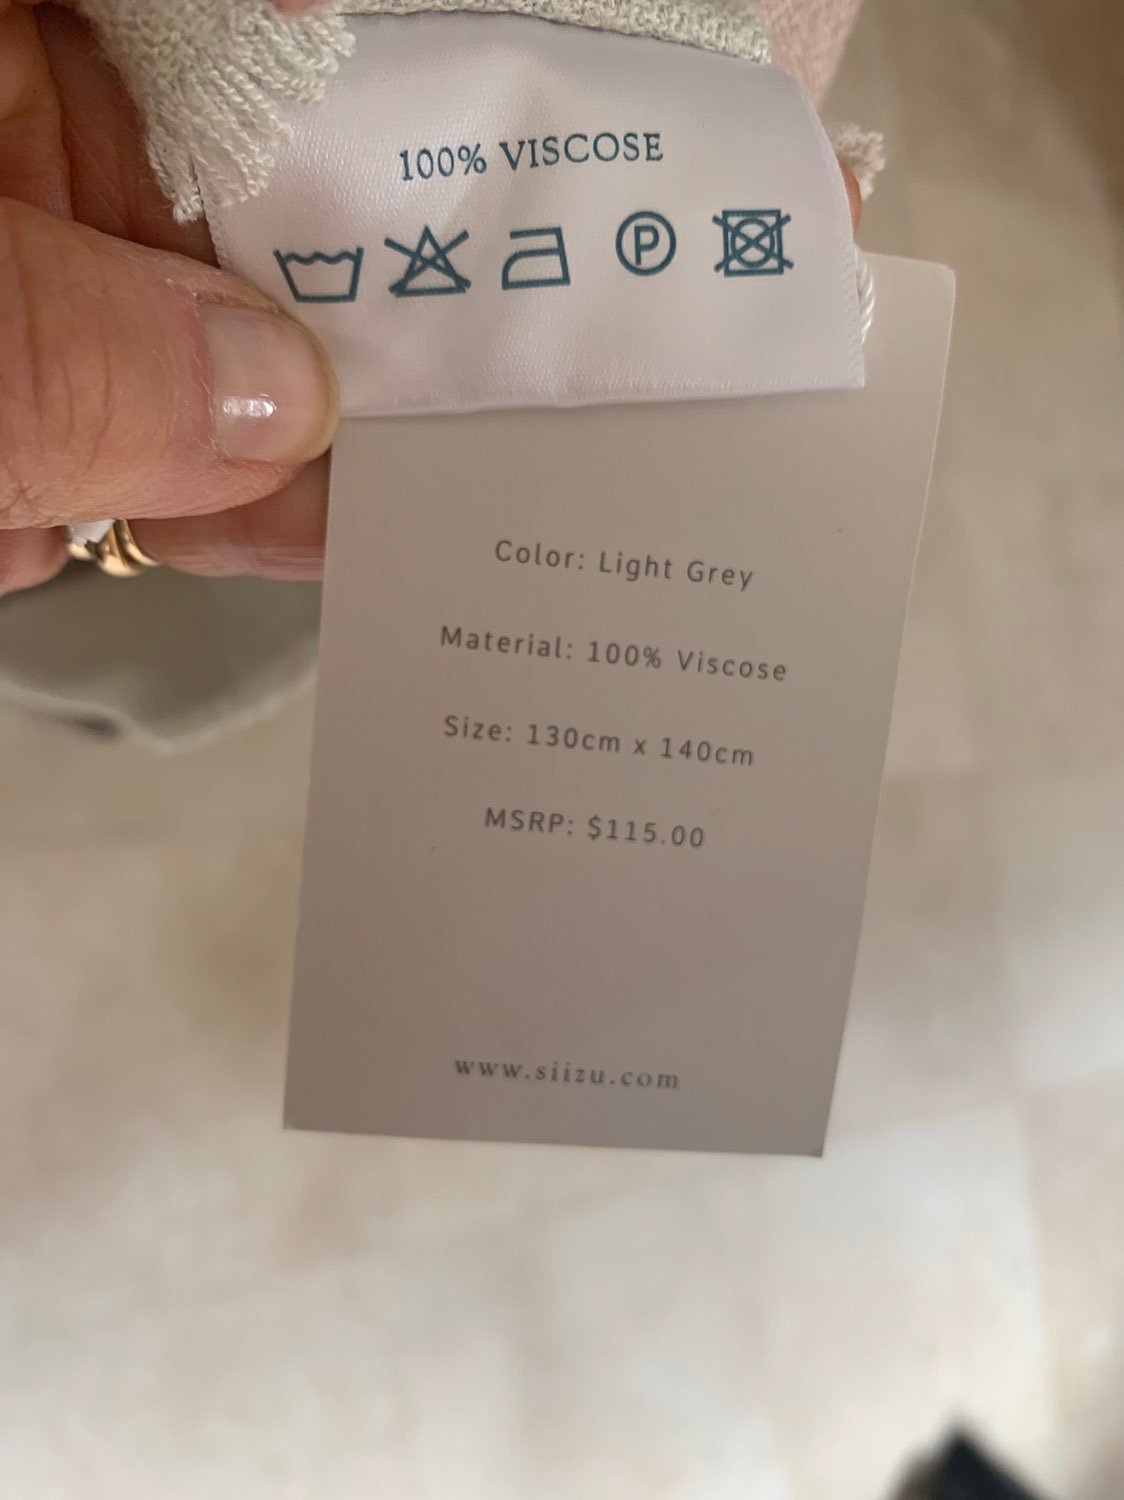 100% VISCOSE
P
Color: Light Grey
Material: 100% Viscose
Size: 130cm x 140cm
MSRP: $115.00
www.siizu.com